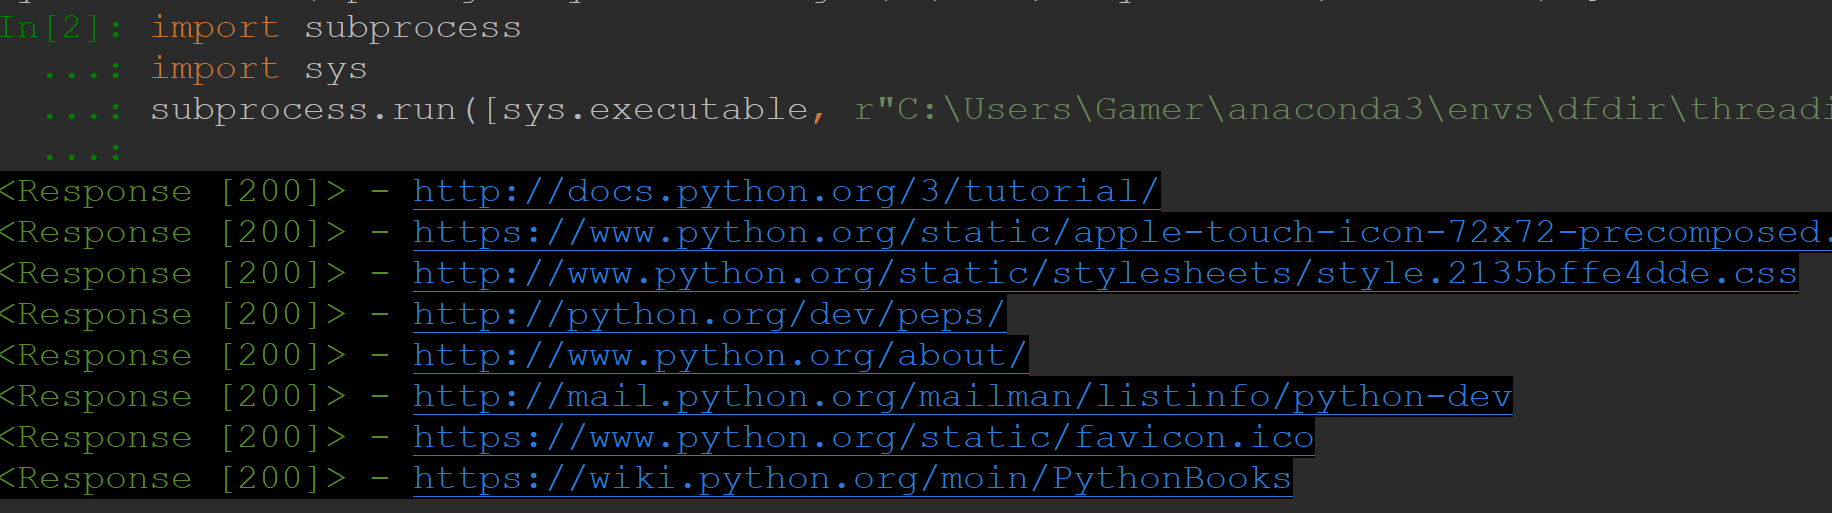 In[2]: import subprocess
...: import sys
...: subprocess.run([sys.executable, r"C:\Users\Gamer\anaconda3\envs\dfdir\threadi
...:
<Response [200]> - http://docs.python.org/3/tutorial/
<Response [200]> - https://www.python.org/static/apple-touch-icon-72x72-precomposed.
<Response [200]> - http://www.python.org/static/stylesheets/style.2135bffe4dde.css
<Response [200]> - http://python.org/dev/peps/
<Response [200]> - http://www.python.org/about/
<Response [200]> - http://mail.python.org/mailman/listinfo/python-dev
<Response [200]> - https://www.python.org/static/favicon.ico
<Response [200]> - https://wiki.python.org/moin/PythonBooks